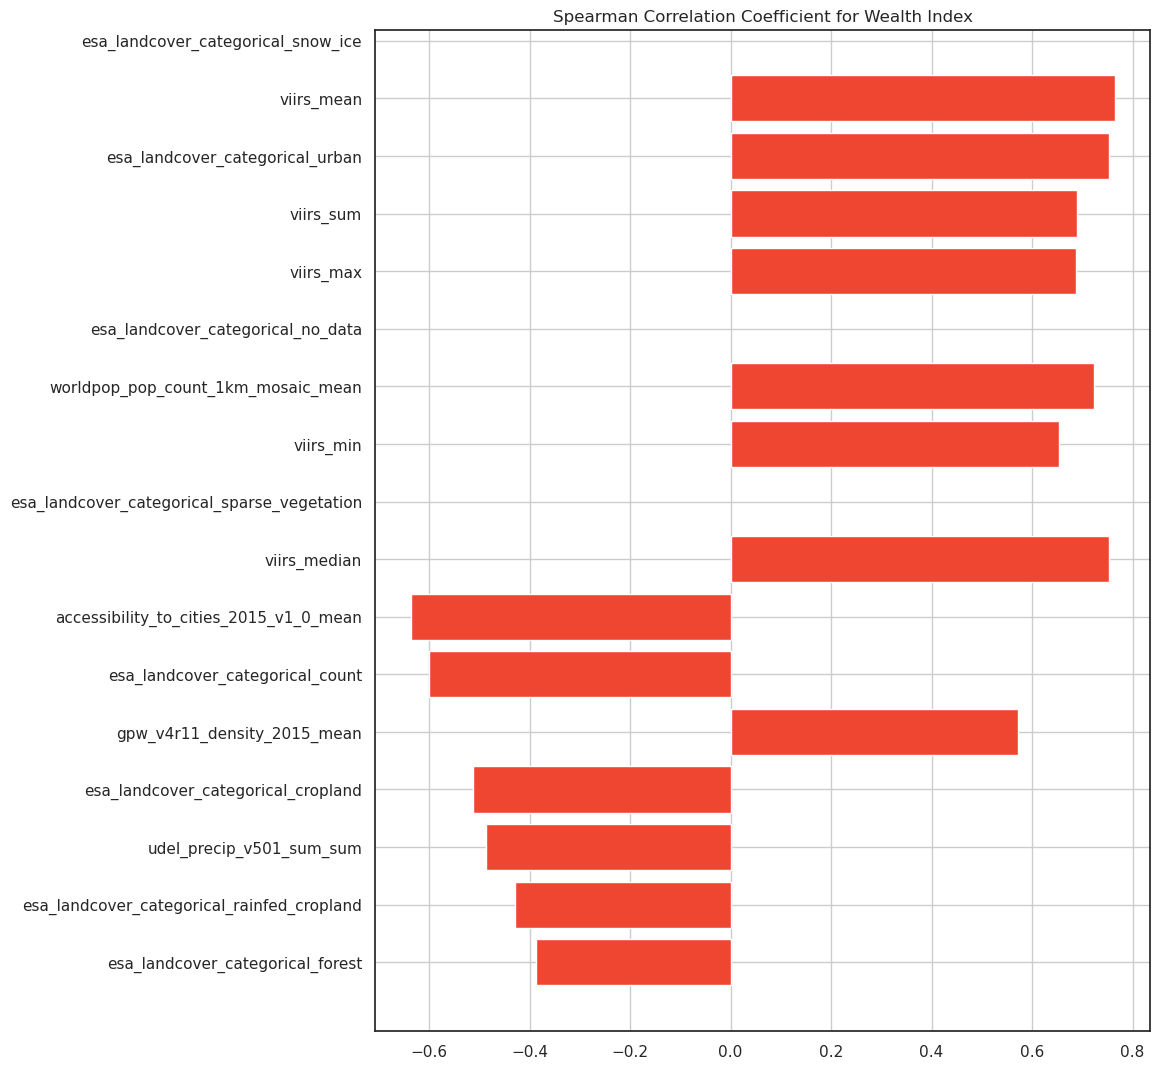 Spearman Correlation Coefficient for Wealth Index
esa_landcover_categorical_snow_ice
viirs_mean
esa_landcover_categorical_urban
viirs_sum
viirs_max
esa_landcover_categorical_no_data
worldpop_pop_count_1km_mosaic_mean
viirs_min
esa_landcover_categorical_sparse_vegetation
viirs_median
accessibility_to_cities_2015_v1_0_mean
esa_landcover_categorical_count
gpw_v4r11_density_2015_mean
esa_landcover_categorical_cropland
udel_precip_v501_sum_sum
esa_landcover_categorical_rainfed_cropland
esa_landcover_categorical_forest
−0.6 −0.4 −0.2 0.0 0.2 0.4 0.6 0.8